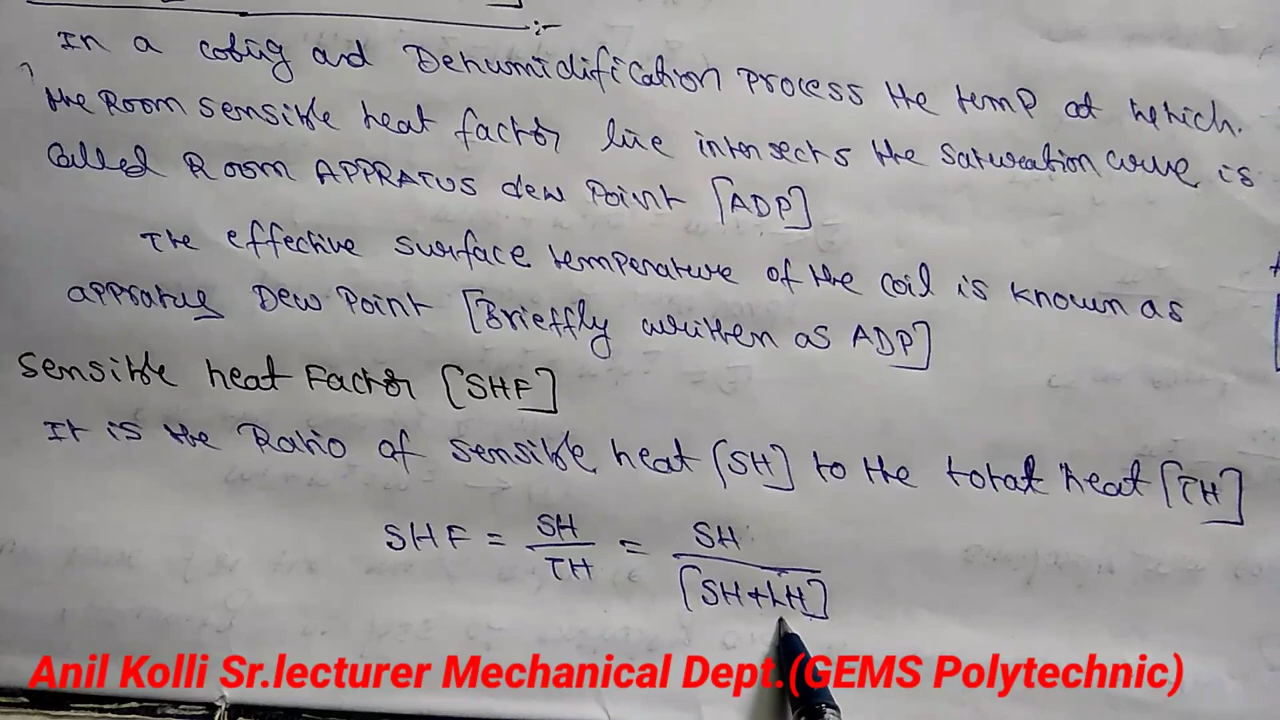 In a cooling and Dehumidification process the temp at which.
the Room sensible heat factor line intersects the saturation curve is
called Room APPRATUS dew Point [ADP]
The effective surface temperature of the coil is known as
appratus Dew Point [Brieffly written as ADP]
Sensible heat Factor [SHF]
It is the Ratio of sensible heat [SH] to the total heat [TH]
SHF = SH / TH = SH / [SH+LH]
Anil Kolli Sr.lecturer Mechanical Dept.(GEMS Polytechnic)